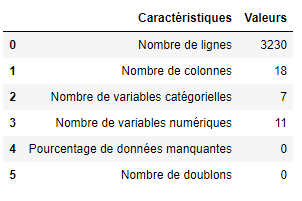 Caractéristiques Valeurs
0 Nombre de lignes 3230
1 Nombre de colonnes 18
2 Nombre de variables catégorielles 7
3 Nombre de variables numériques 11
4 Pourcentage de données manquantes 0
5 Nombre de doublons 0